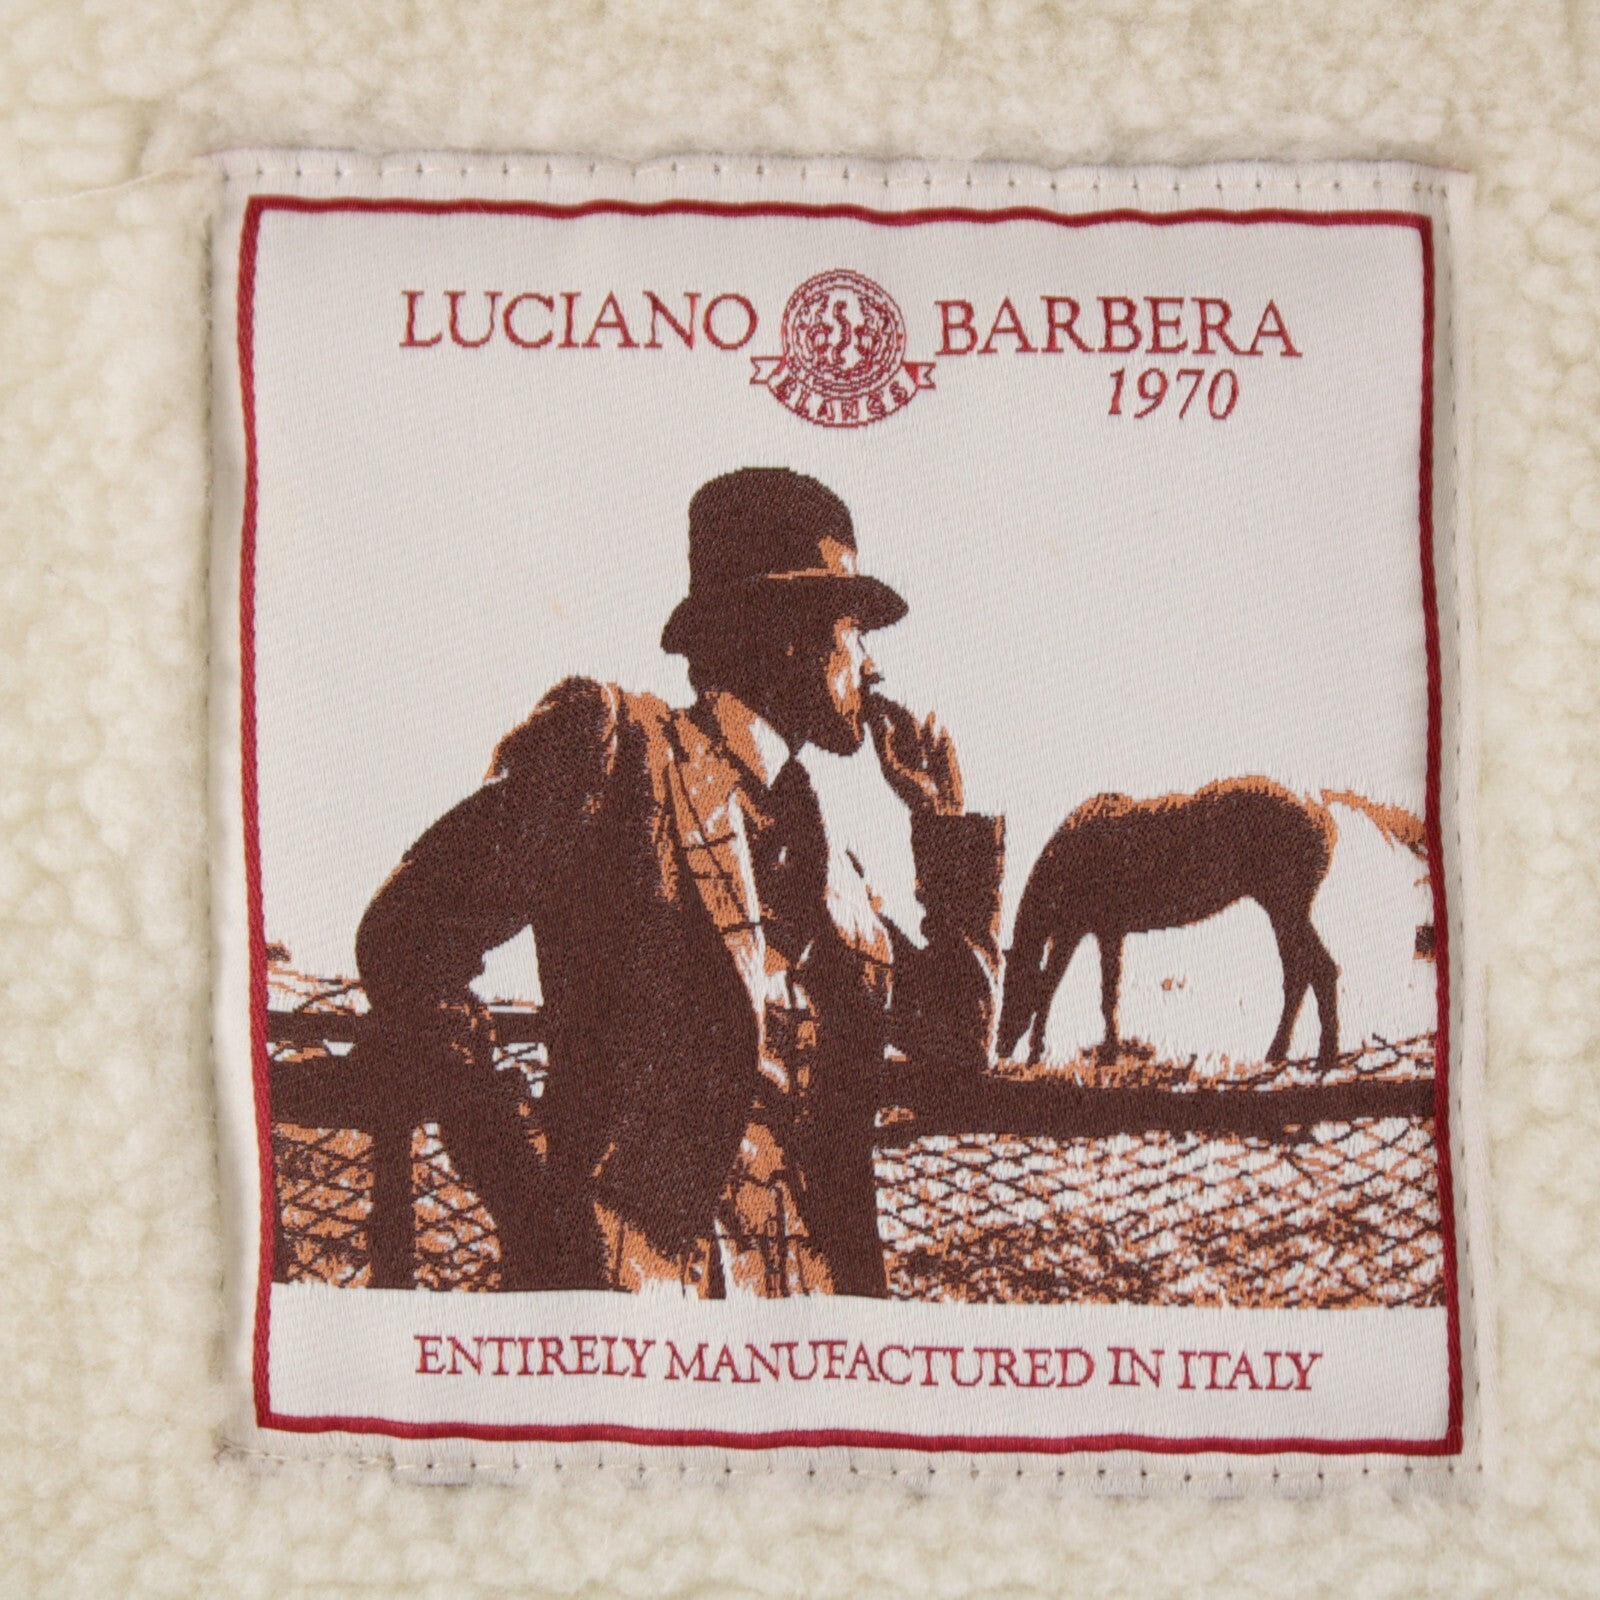 LUCIANO BARBERA
1970
ENTIRELY MANUFACTURED IN ITALY